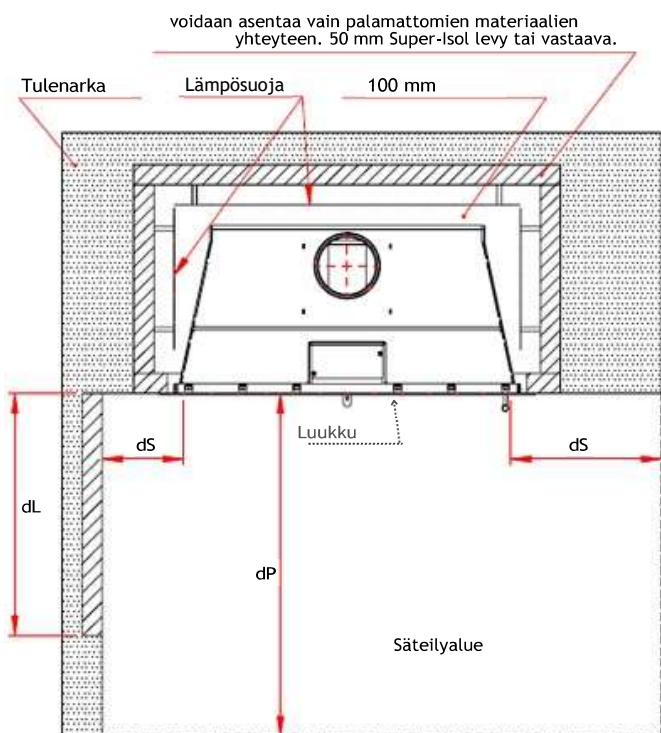 voidaan asentaa vain palamattomien materiaalien
yhteyteen. 50 mm Super-Isol levy tai vastaava.
Tulenarka
Lämpösuoja
100 mm
Luukku
dS
dS
dL
dP
Säteilyalue